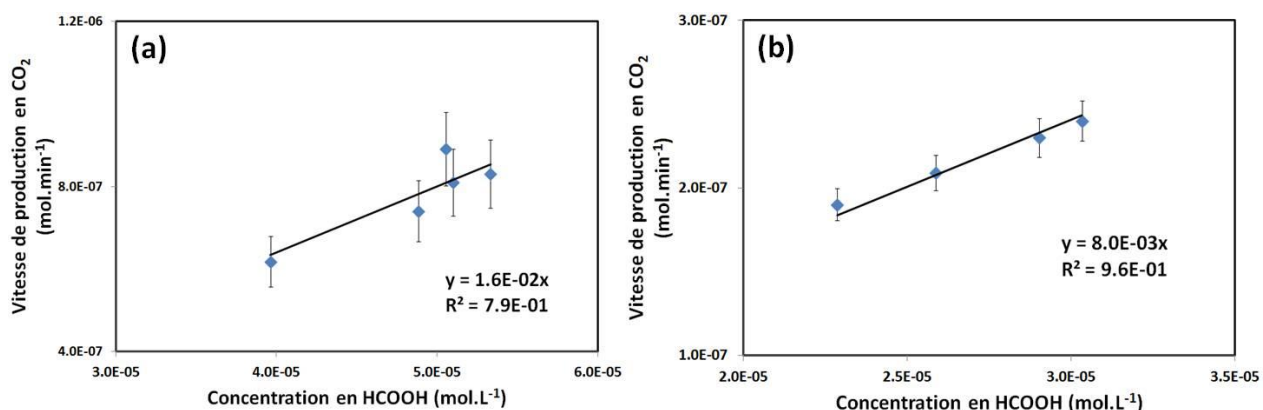 (a)
Vitesse de production en CO₂
(mol.min⁻¹)
1.2E-06
8.0E-07
4.0E-07
y = 1.6E-02x
R² = 7.9E-01
3.0E-05 4.0E-05 5.0E-05 6.0E-05
Concentration en HCOOH (mol.L⁻¹)
(b)
Vitesse de production en CO₂
(mol.min⁻¹)
3.0E-07
2.0E-07
1.0E-07
y = 8.0E-03x
R² = 9.6E-01
2.0E-05 2.5E-05 3.0E-05 3.5E-05
Concentration en HCOOH (mol.L⁻¹)